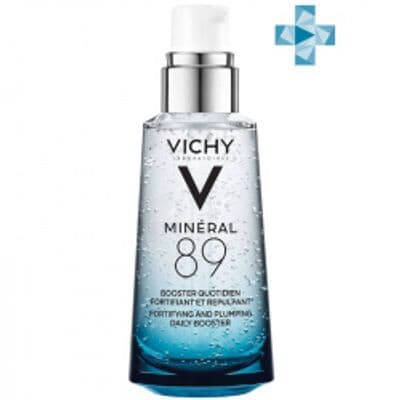 VICHY
LABORATOIRES
V
MINÉRAL
89
BOOSTER QUOTIDIEN
FORTIFIANT ET REPULPANT
FORTIFYING AND PLUMPING
DAILY BOOSTER